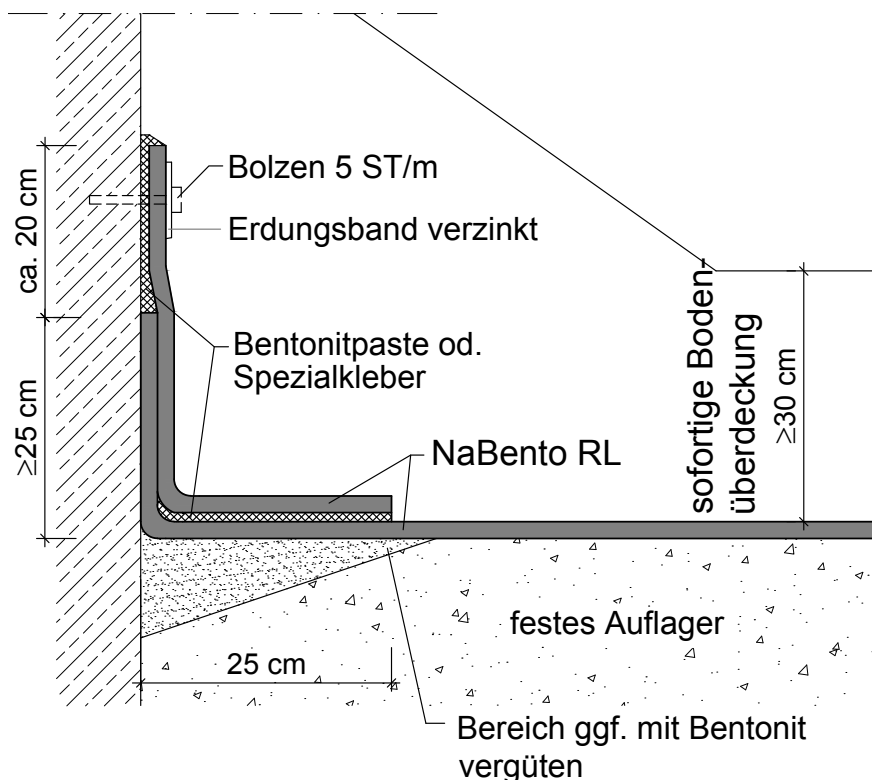 Bolzen 5 ST/m
Erdungsband verzinkt
ca. 20 cm
Bentonitpaste od.
Spezialkleber
≥25 cm
NaBento RL
sofortige Boden-
überdeckung
≥30 cm
festes Auflager
25 cm
Bereich ggf. mit Bentonit
vergüten